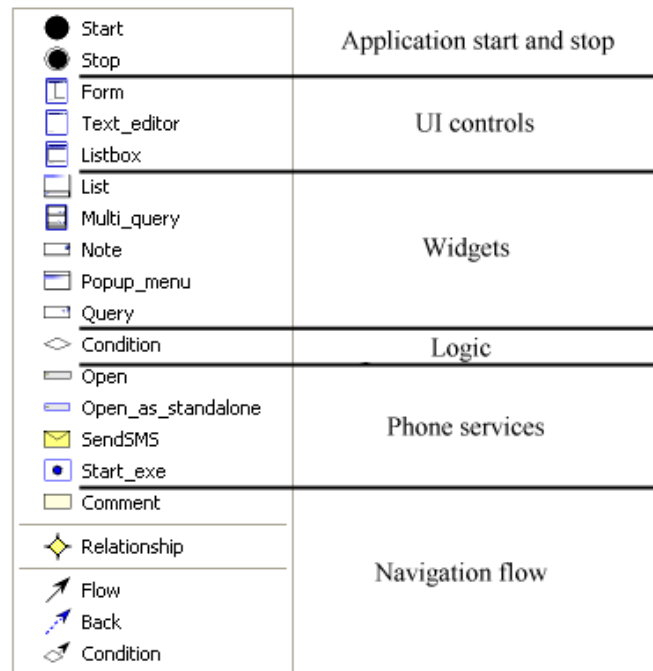 Start
Application start and stop
Stop
Form
Text_editor
UI controls
Listbox
List
Multi_query
Note
Widgets
Popup_menu
Query
Condition
Logic
Open
Open_as_standalone
Phone services
SendSMS
Start_exe
Comment
Relationship
Navigation flow
Flow
Back
Condition